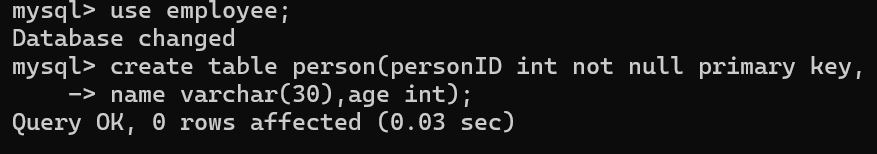 mysql> use employee;
Database changed
mysql> create table person(personID int not null primary key,
    -> name varchar(30),age int);
Query OK, 0 rows affected (0.03 sec)